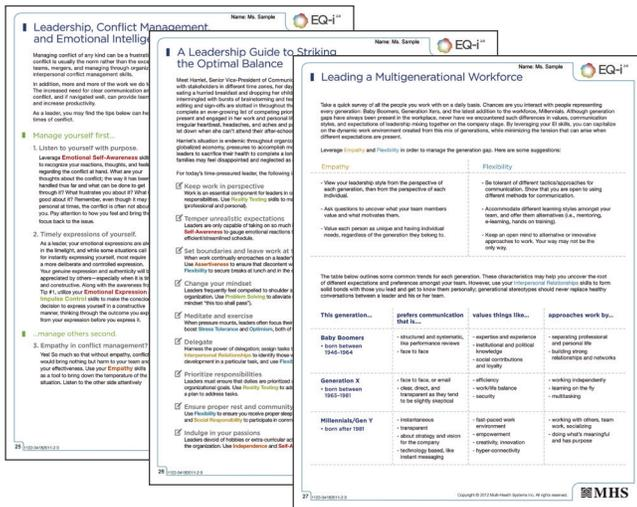 Name: Ms. Sample
EQ-i 2.0
Leadership, Conflict Management,
and Emotional Intellige
Managing conflict of any kind can be a frustrati
conflict is usually the norm rather than the exce
teams, mergers, and managing through organiz
interpersonal conflict management skills.
In addition, more and more of the work we do
The increased need for clear communication an
conflict, and if navigated well, can provide learn
and increase productivity.
As a leader, you may find the tips below can he
times of conflict.
Manage yourself first...
1. Listen to yourself with purpose.
Leverage Emotional Self-Awareness skills
to recognize your reactions, thoughts, and feeli
regarding the conflict at hand. What are your
thoughts about the conflict; the way it has been
handled thus far and what can be done to get
through it? What frustrates you about it? What
good about it? Remember, even though it may
personal at times, the conflict is often not about
you. Pay attention to how you feel and bring the
focus back to the issue.
2. Timely expressions of yourself.
As a leader, your emotional expressions are alw
in the limelight, and while some situations call
for instantly expressing yourself, most require
a more deliberate and controlled expression.
Your genuine expression and authenticity will b
appreciated by others—especially when it is tim
and constructive. Along with the awareness fro
Tip #1, utilize your Emotional Expression
Impulse Control skills to make the conscio
decision to express yourself in a constructive
manner, thinking through the outcome you exp
from your expression before you express it.
...manage others second.
3. Empathy in conflict management?
Yes! So much so that without empathy, conflict
would bring nothing but harm to your team and
your effectiveness. Use your Empathy skills
as a tool to bring down the temperature of the
situation. Listen to the other side attentively
25
Name: Ms. Sample
EQ-i 2.0
A Leadership Guide to Striking
the Optimal Balance
Meet Harriet, Senior Vice-President of Communic
with stakeholders in different time zones, her day
eating a hurried breakfast and dropping her child
intermingled with bursts of brainstorming and tea
editing and sign-offs are slotted in throughout the
complete an ever-growing list of competing prior
present and engaged in her work and personal lif
irregular heartbeat, headaches, and aches and p
let down when she can't attend their after-school
Harriet's situation is endemic throughout organiz
globalized economy, pressures to accomplish m
leaders to sacrifice their health to complete a lon
families may feel disappointed and neglected as
For today's time-pressured leader, the following
Keep work in perspective
Work is an essential component for leaders in o
responsibilities. Use Reality Testing skills to ma
(professional and personal).
Temper unrealistic expectations
Leaders are only capable of taking on so much
Self-Awareness to gauge emotional reactions t
efficient/streamlined schedule.
Set boundaries and leave work at
When work continually encroaches on a leader'
Use Assertiveness to ensure that discontent w
Flexibility to secure breaks at lunch and in the
Change your mindset
Leaders frequently feel compelled to shoulder a
organization. Use Problem Solving to alleviate
mindset "this too shall pass").
Meditate and exercise
When pressure mounts, leaders often focus thei
boost Stress Tolerance and Optimism, both of
Delegate
Harness the power of delegation; assign tasks t
Interpersonal Relationships to identify those w
development in a particular task, and use Flexib
Prioritize responsibilities
Leaders must ensure that duties are prioritized
organizational goals. Use Reality Testing to ad
a plan to address tasks.
Ensure proper rest and community
Use Flexibility to ensure you receive proper sleep
and Social Responsibility to participate in comm
Indulge in your passions
Leaders devoid of hobbies or extra-curricular ac
the organization. Use Independence and Self-A
26
Name: Ms. Sample
EQ-i 2.0
Leading a Multigenerational Workforce
Take a quick survey of all the people you work with on a daily basis. Chances are you interact with people representing
every generation: Baby Boomers, Generation Xers, and the latest addition to the workforce, Millennials. Although generation
gaps have always been present in the workplace, never have we encountered such differences in values, communication
styles, and expectations of leadership mixing together on the same company. By leveraging your EI skills, you can capitalize
on the dynamic work environment created from this mix of generations, while minimizing the tension that can arise when
different expectations are present.
Leverage Empathy and Flexibility in order to manage the generation gap. Here are some suggestions:
Empathy
- View your leadership style from the perspective of
each generation, then from the perspective of each
individual.
- Ask questions to uncover what your team members
value and what motivates them.
- Value each person as unique and having individual
needs, regardless of the generation they belong to.
Flexibility
- Be tolerant of different tactics/approaches for
communication. Show that you are open to using
different methods for communication.
- Accommodate different learning styles amongst your
team, and offer them alternatives (i.e., mentoring,
e-learning, hands on training).
- Keep an open mind to alternative or innovative
approaches to work. Your way may not be the
only way.
The table below outlines some common trends for each generation. These characteristics may help you uncover the root
of different expectations and preferences amongst your team. However, use your Interpersonal Relationships skills to form
solid bonds with those you lead and get to know them personally; generational stereotypes should never replace healthy
conversations between a leader and his or her team.
This generation... prefers communication that is.... values things like... approaches work by...
Baby Boomers
• born between
1946-1964
- structured and systematic,
like performance reviews
- face to face
- expertise and experience
- institutional and political
knowledge
- social contributions
and loyalty
- separating professional
and personal life
- building strong
relationships and networks
Generation X
• born between
1965-1981
- face to face, or email
- clear, direct, and
transparent as they tend
to be slightly skeptical
- efficiency
- work/life balance
- security
- working independently
- learning on the fly
- multitasking
Millennials/Gen Y
• born after 1981
- instantaneous
- transparent
- about strategy and vision
for the company
- technology based, like
instant messaging
- fast-paced work
environment
- empowerment
- creativity, innovation
- hyper-connectivity
- working with others, team
work, socializing
- doing what's meaningful
and has purpose
27
Copyright © 2012 Multi-Health Systems Inc. All rights reserved.
MHS